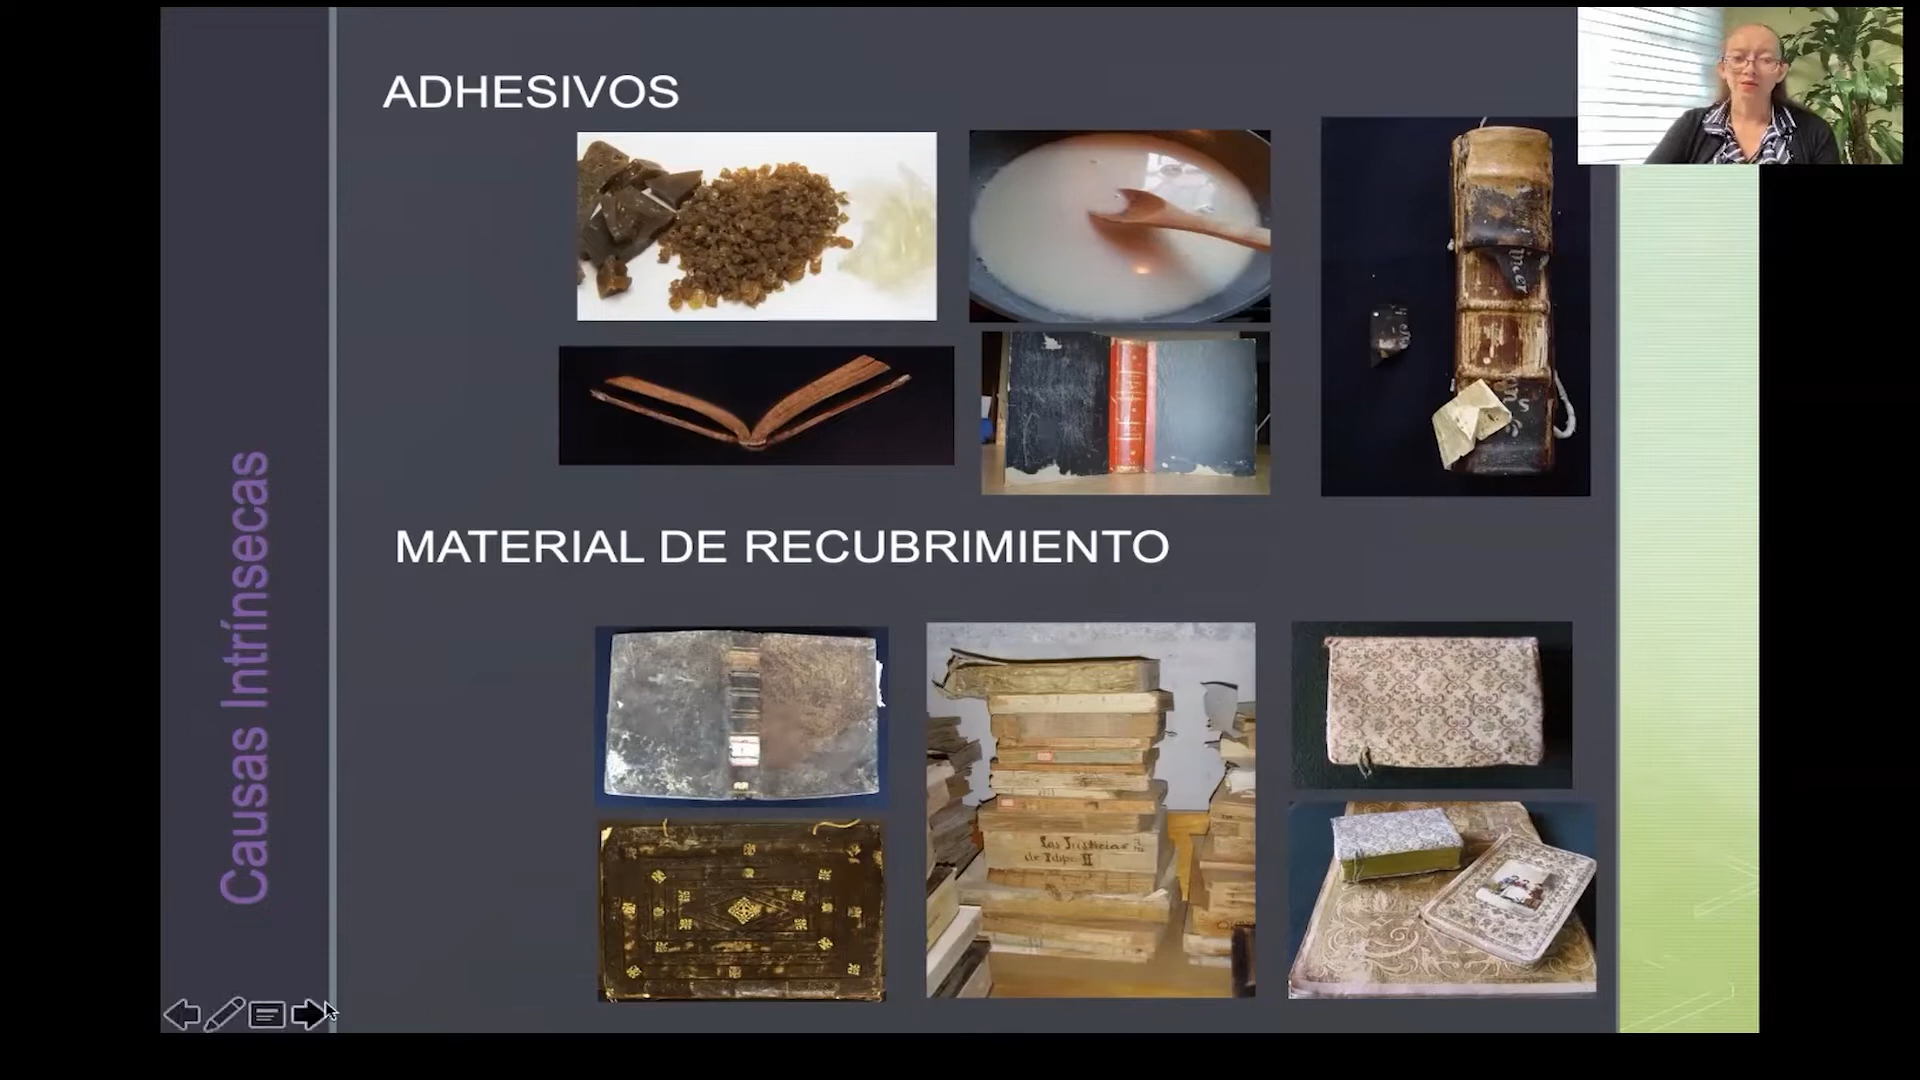 ADHESIVOS
MATERIAL DE RECUBRIMIENTO
Causas Intrínsecas
Las Justicias
de Felipe II